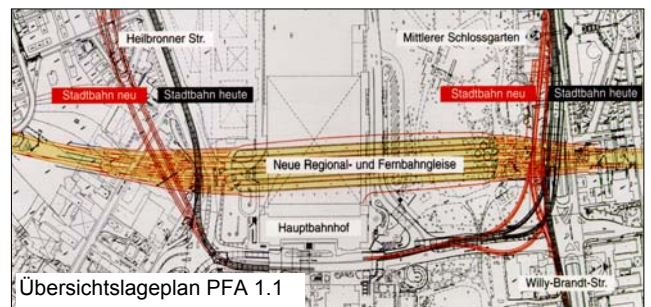 Heilbronner Str.
Mittlerer Schlossgarten
Stadtbahn neu
Stadtbahn heute
Stadtbahn neu
Stadtbahn heute
Neue Regional- und Fernbahngleise
Hauptbahnhof
Übersichtslageplan PFA 1.1
Willy-Brandt-Str.